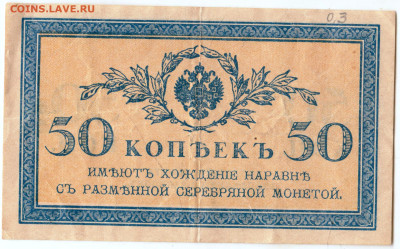 COINS.LAVE.RU
0.3
50 КОПѢЕКЪ 50
ИМѢЮТЪ ХОЖДЕНІЕ НАРАВНѢ
СЪ РАЗМѢННОЙ СЕРЕБРЯНОЙ МОНЕТОЙ.